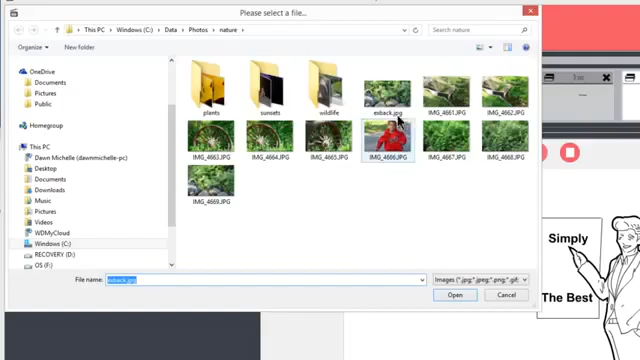 Please select a file...
This PC ▸ Windows (C:) ▸ Data ▸ Photos ▸ nature ▸
Search nature
Organize
New folder
OneDrive
Documents
Pictures
Public
Homegroup
This PC
Dawn Michelle (dawnmichelle-pc)
Desktop
Documents
Downloads
Music
Pictures
Videos
WDMyCloud
Windows (C:)
RECOVERY (D:)
OS (F:)
plants
sunsets
wildlife
exback.jpg
IMG_4661.JPG
IMG_4662.JPG
IMG_4663.JPG
IMG_4664.JPG
IMG_4665.JPG
IMG_4666.JPG
IMG_4667.JPG
IMG_4668.JPG
IMG_4669.JPG
File name:
exback.jpg
Images (*.jpg;*.jpeg;*.png;*.gif;
Open
Cancel
Simply
The Best